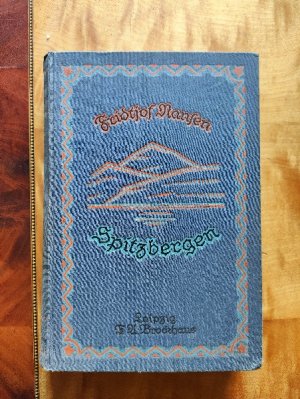 Fridtjof Nansen
Spitzbergen
Leipzig
F. A. Brockhaus